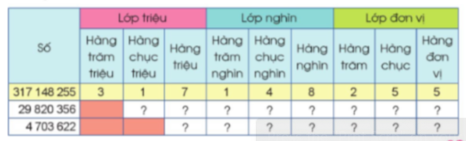 Số Lớp triệu Lớp nghìn Lớp đơn vị
Hàng trăm triệu Hàng chục triệu Hàng triệu Hàng trăm nghìn Hàng chục nghìn Hàng nghìn Hàng trăm Hàng chục Hàng đơn vị
317 148 255 3 1 7 1 4 8 2 5 5
29 820 356 ? ? ? ? ? ? ? ?
4 703 622 ? ? ? ? ? ? ?